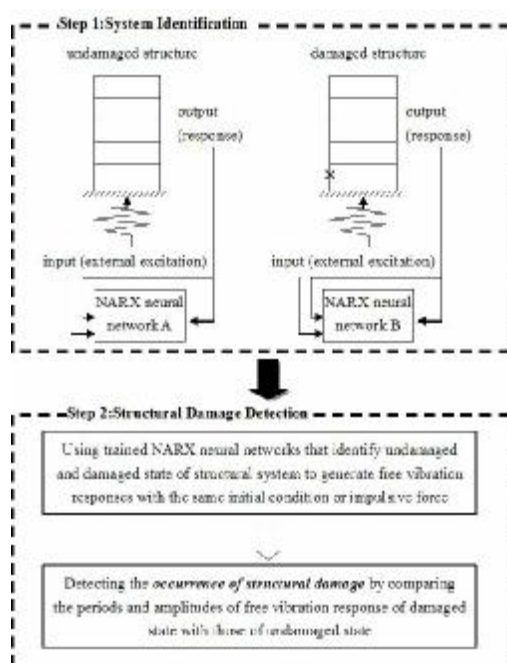 Step 1:System Identification
undamaged structure
damaged structure
output
(response)
output
(response)
input (external excitation)
input (external excitation)
NARX neural
network A
NARX neural
network B
Step 2:Structural Damage Detection
Using trained NARX neural networks that identify undamaged
and damaged state of structural system to generate free vibration
responses with the same initial condition or impulsive force
Detecting the occurrence of structural damage by comparing
the periods and amplitudes of free vibration response of damaged
state with those of undamaged state